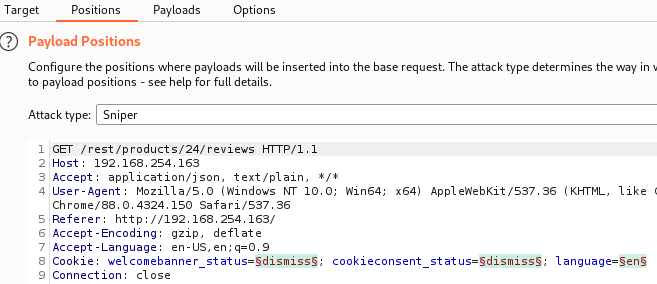 Target Positions Payloads Options
? Payload Positions
Configure the positions where payloads will be inserted into the base request. The attack type determines the way in
to payload positions - see help for full details.
Attack type: Sniper
1 GET /rest/products/24/reviews HTTP/1.1
2 Host: 192.168.254.163
3 Accept: application/json, text/plain, */*
4 User-Agent: Mozilla/5.0 (Windows NT 10.0; Win64; x64) AppleWebKit/537.36 (KHTML, like
Chrome/88.0.4324.150 Safari/537.36
5 Referer: http://192.168.254.163/
6 Accept-Encoding: gzip, deflate
7 Accept-Language: en-US,en;q=0.9
8 Cookie: welcomebanner_status=§dismiss§; cookieconsent_status=§dismiss§; language=§en§
9 Connection: close